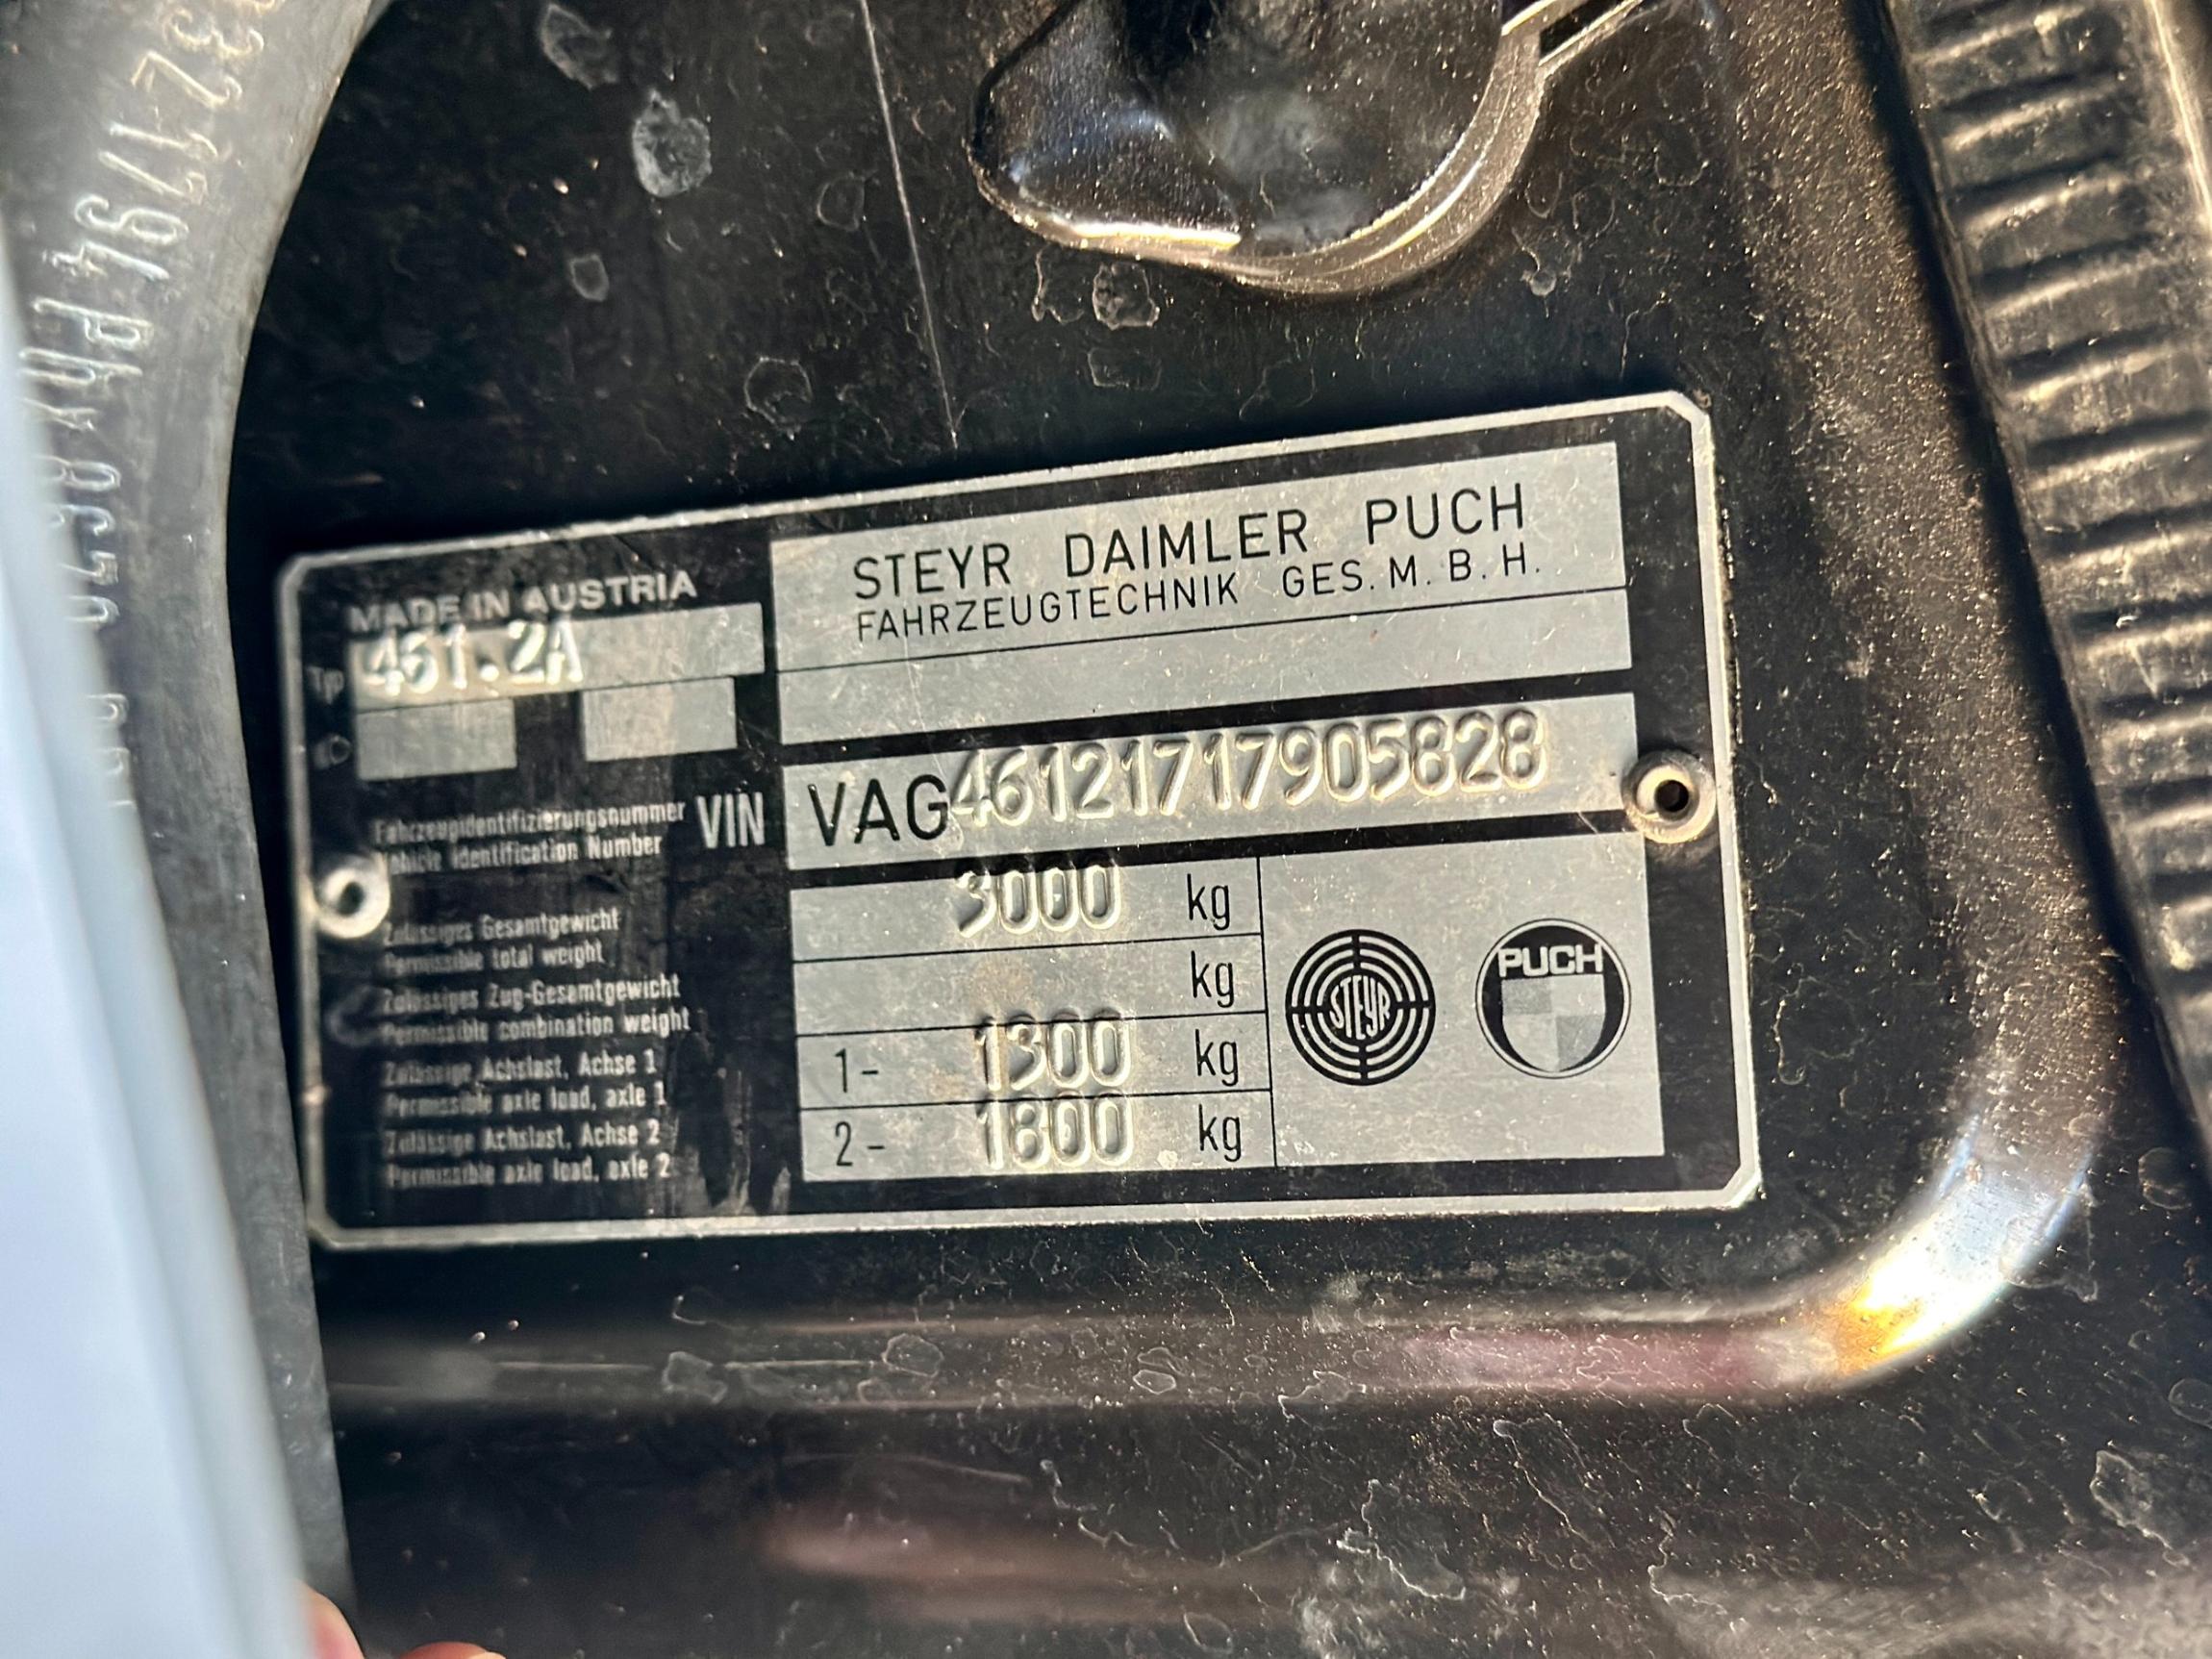 MADE IN AUSTRIA
STEYR DAIMLER PUCH
FAHRZEUGTECHNIK GES.M.B.H.
Typ 461.2A
Fahrzeugidentifizierungsnummer
Vehicle Identification Number
VIN VAG46121717905828
Zulässiges Gesamtgewicht
Permissible total weight
3000 kg
Zulässiges Zug-Gesamtgewicht
Permissible combination weight
kg
Zulässige Achslast, Achse 1
Permissible axle load, axle 1
1- 1300 kg
Zulässige Achslast, Achse 2
Permissible axle load, axle 2
2- 1800 kg
STEYR
PUCH